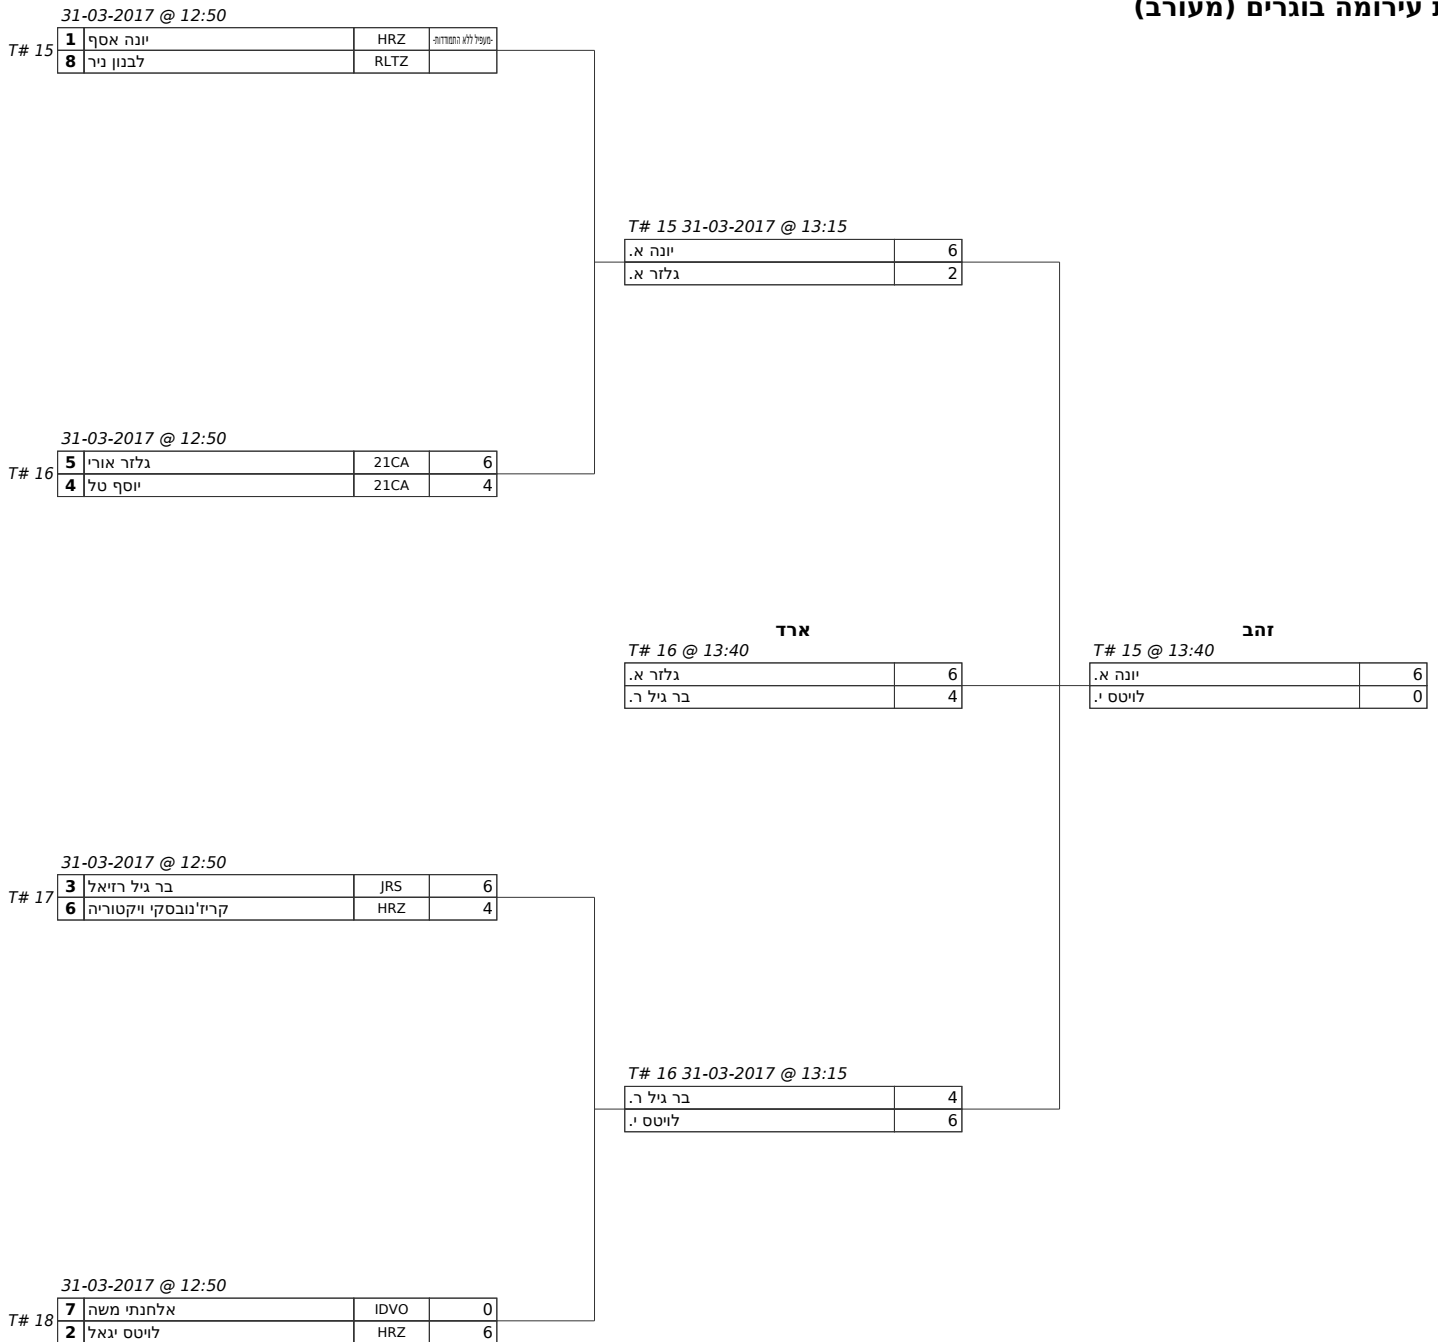 עירומה בוגרים (מעורב)
31-03-2017 @ 12:50
T# 15
1 יונה אסף HRZ -מעפיל ללא התמודדות-
8 לבנון ניר RLTZ
T# 15 31-03-2017 @ 13:15
יונה א. 6
גלזר א. 2
31-03-2017 @ 12:50
T# 16
5 גלזר אורי 21CA 6
4 יוסף טל 21CA 4
ארד
T# 16 @ 13:40
גלזר א. 6
בר גיל ר. 4
זהב
T# 15 @ 13:40
יונה א. 6
לויטס י. 0
31-03-2017 @ 12:50
T# 17
3 בר גיל רזיאל JRS 6
6 קריז'נובסקי ויקטוריה HRZ 4
T# 16 31-03-2017 @ 13:15
בר גיל ר. 4
לויטס י. 6
31-03-2017 @ 12:50
T# 18
7 אלחנתי משה IDVO 0
2 לויטס יגאל HRZ 6